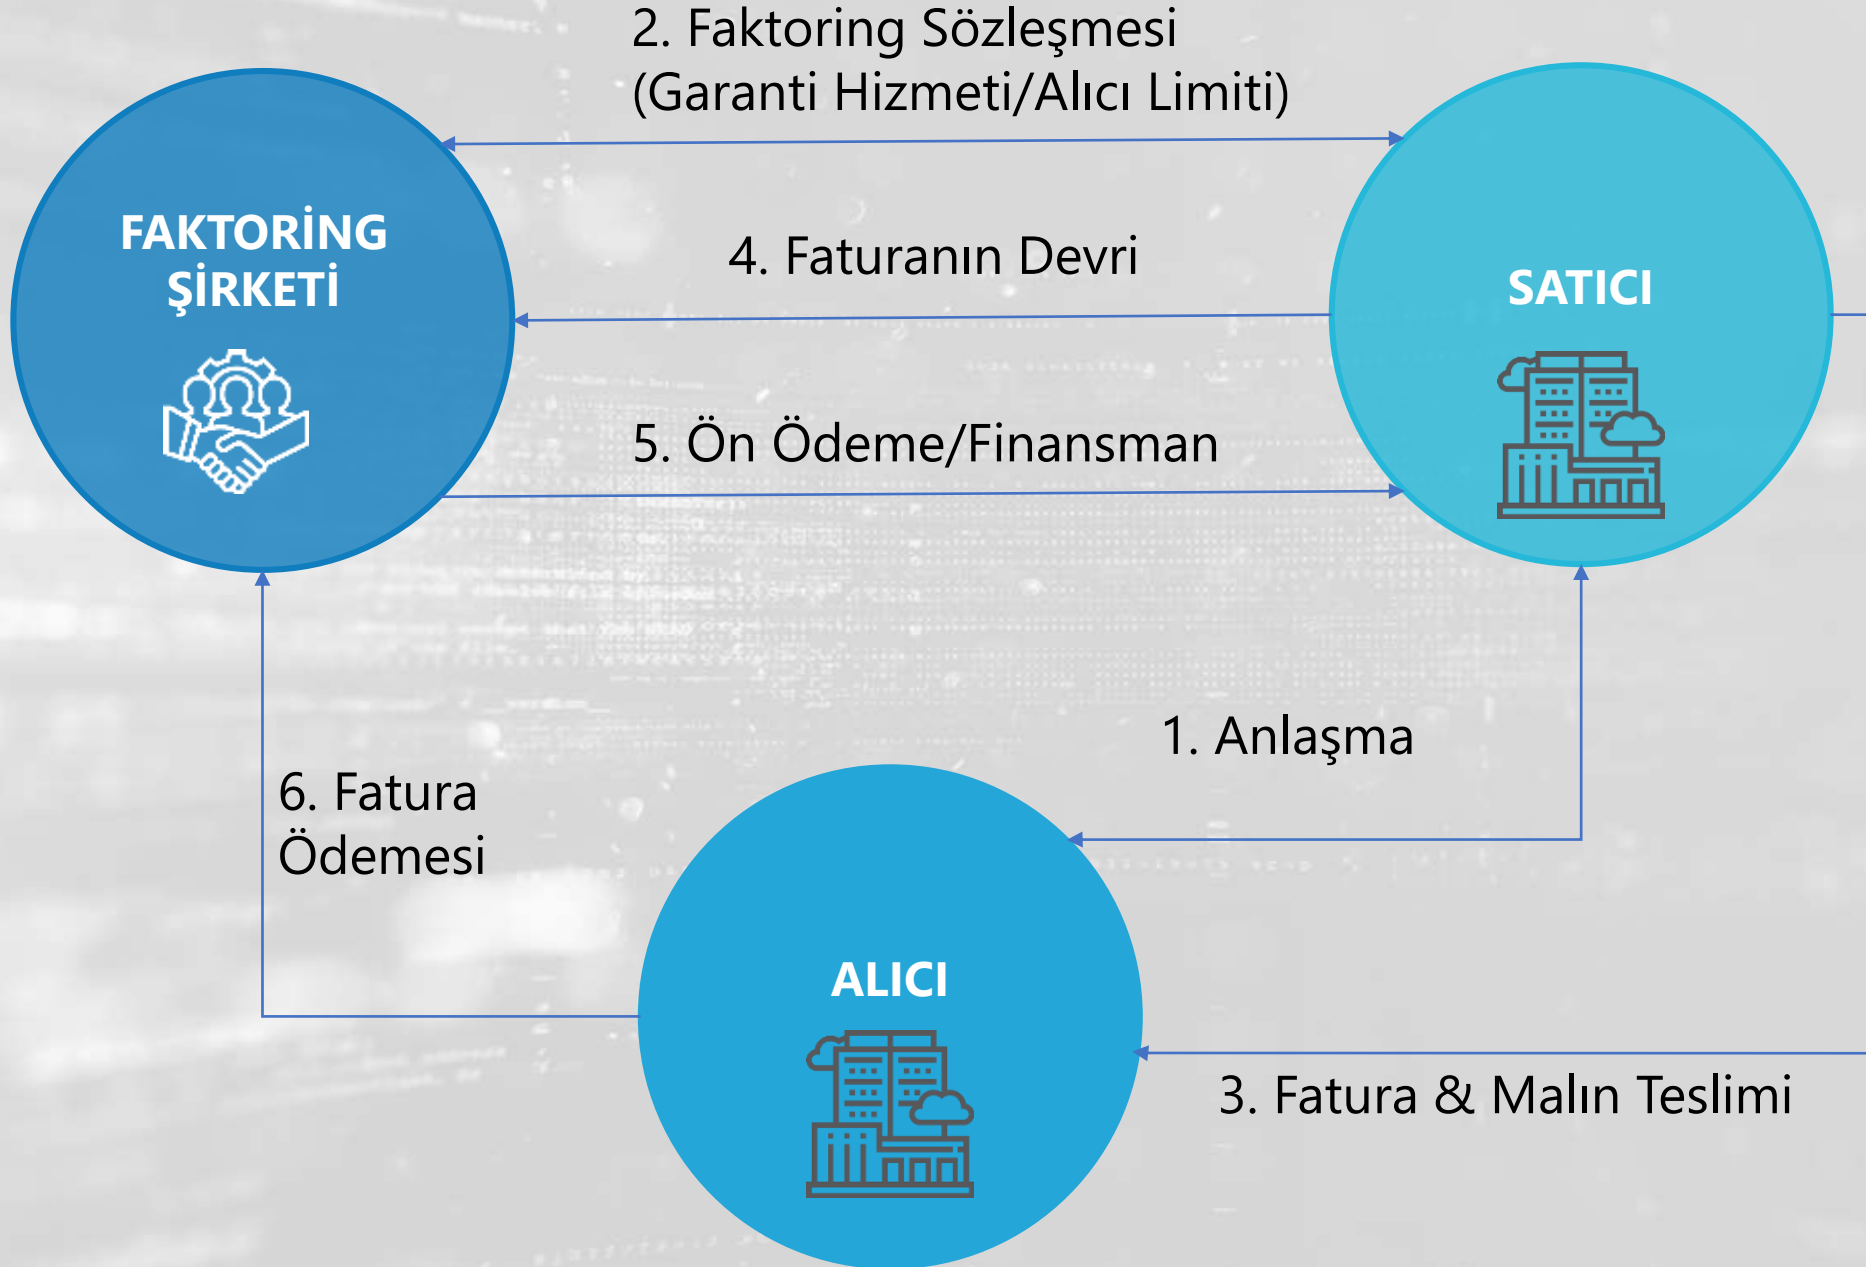 2. Faktoring Sözleşmesi
(Garanti Hizmeti/Alıcı Limiti)
FAKTORİNG
ŞİRKETİ
4. Faturanın Devri
SATICI
5. Ön Ödeme/Finansman
1. Anlaşma
6. Fatura
Ödemesi
ALICI
3. Fatura & Malın Teslimi